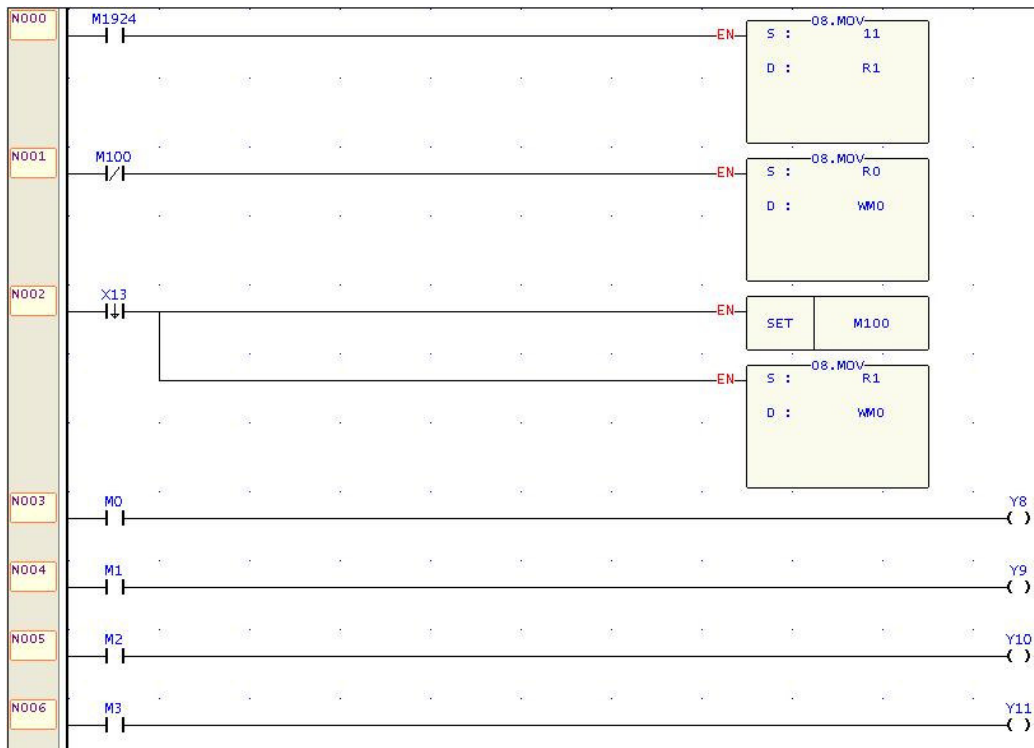 N000
M1924
EN
08.MOV
S : 11
D : R1
N001
M100
EN
08.MOV
S : R0
D : WM0
N002
X13
EN
SET M100
EN
08.MOV
S : R1
D : WM0
N003
M0
Y8
N004
M1
Y9
N005
M2
Y10
N006
M3
Y11